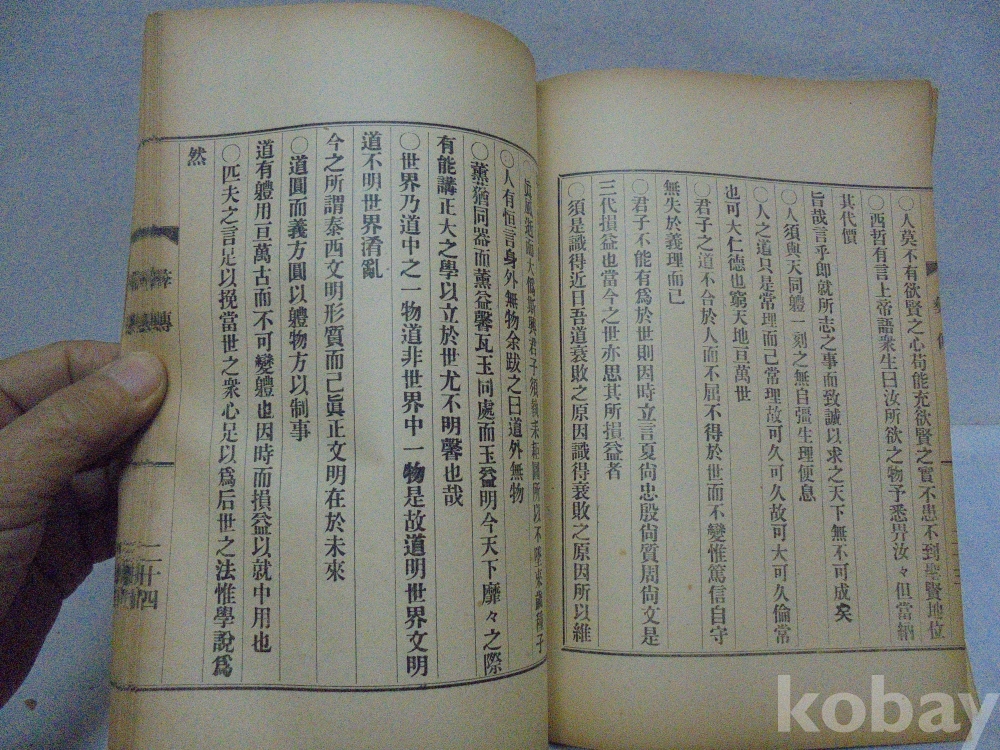 ○人莫不有欲賢之心苟能充欲賢之實不患不到聖賢地位
○西哲有言上帝語衆生曰汝所欲之物予悉畀汝々但當納
其代價
旨哉言乎卽就所志之事而致誠以求之天下無不可成矣
○人須與天同軆一刻之無自彊生理便息
○人之道只是常理而已常理故可久可久故可大可久倫常
也可大仁德也窮天地亘萬世
○君子之道不合於人而不屈不得於世而不變惟篤信自守
無失於義理而已
○君子不能有爲於世則因時立言夏尙忠殷尙質周尙文是
三代損益也當今之世亦思其所損益者
○須是識得近日吾道衰敗之原因識得衰敗之原因所以維
○人有恒言身外無物余跋之曰道外無物
○薰猶同器而薰益馨瓦玉同處而玉益明今天下靡々之際
有能講正大之學以立於世尤不明馨也哉
○世界乃道中之一物道非世界中一物是故道明世界文明
道不明世界淆亂
今之所謂泰西文明形質而已眞正文明在於未來
○道圓而義方圓以軆物方以制事
道有軆用亘萬古而不可變軆也因時而損益以就中用也
○匹夫之言足以挽當世之衆心足以爲后世之法惟學說爲
然
二十四
kobay